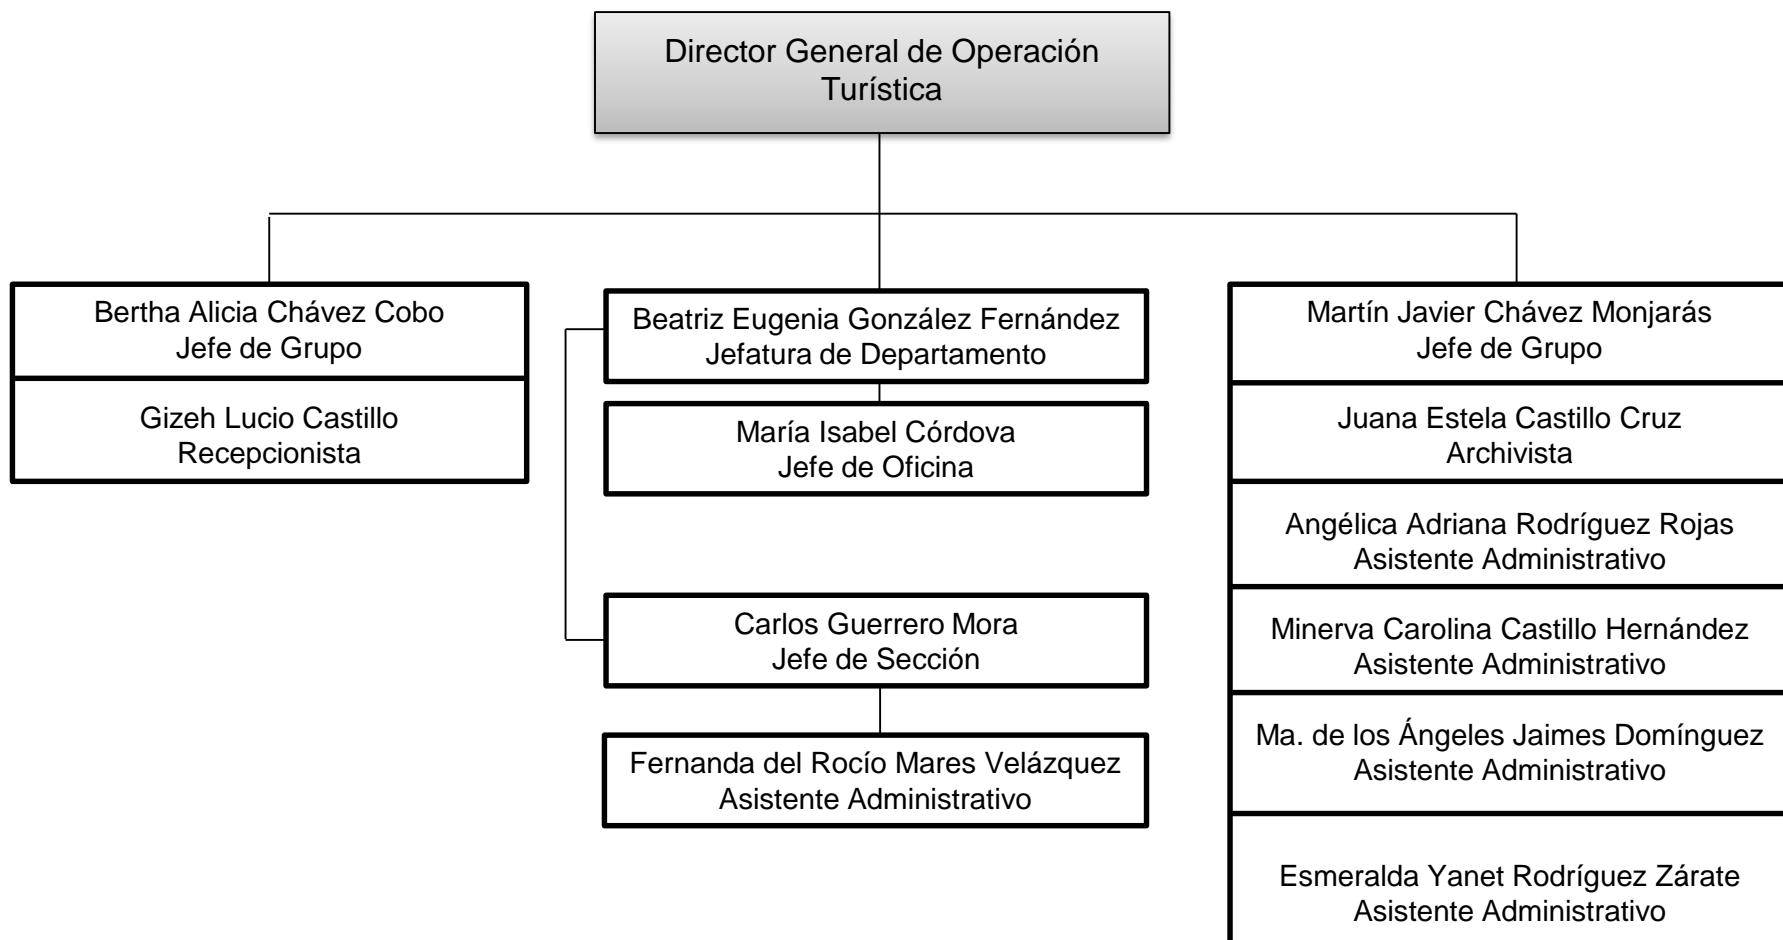 Director General de Operación
Turística
Bertha Alicia Chávez Cobo
Jefe de Grupo
Gizeh Lucio Castillo
Recepcionista
Beatriz Eugenia González Fernández
Jefatura de Departamento
María Isabel Córdova
Jefe de Oficina
Carlos Guerrero Mora
Jefe de Sección
Fernanda del Rocío Mares Velázquez
Asistente Administrativo
Martín Javier Chávez Monjarás
Jefe de Grupo
Juana Estela Castillo Cruz
Archivista
Angélica Adriana Rodríguez Rojas
Asistente Administrativo
Minerva Carolina Castillo Hernández
Asistente Administrativo
Ma. de los Ángeles Jaimes Domínguez
Asistente Administrativo
Esmeralda Yanet Rodríguez Zárate
Asistente Administrativo